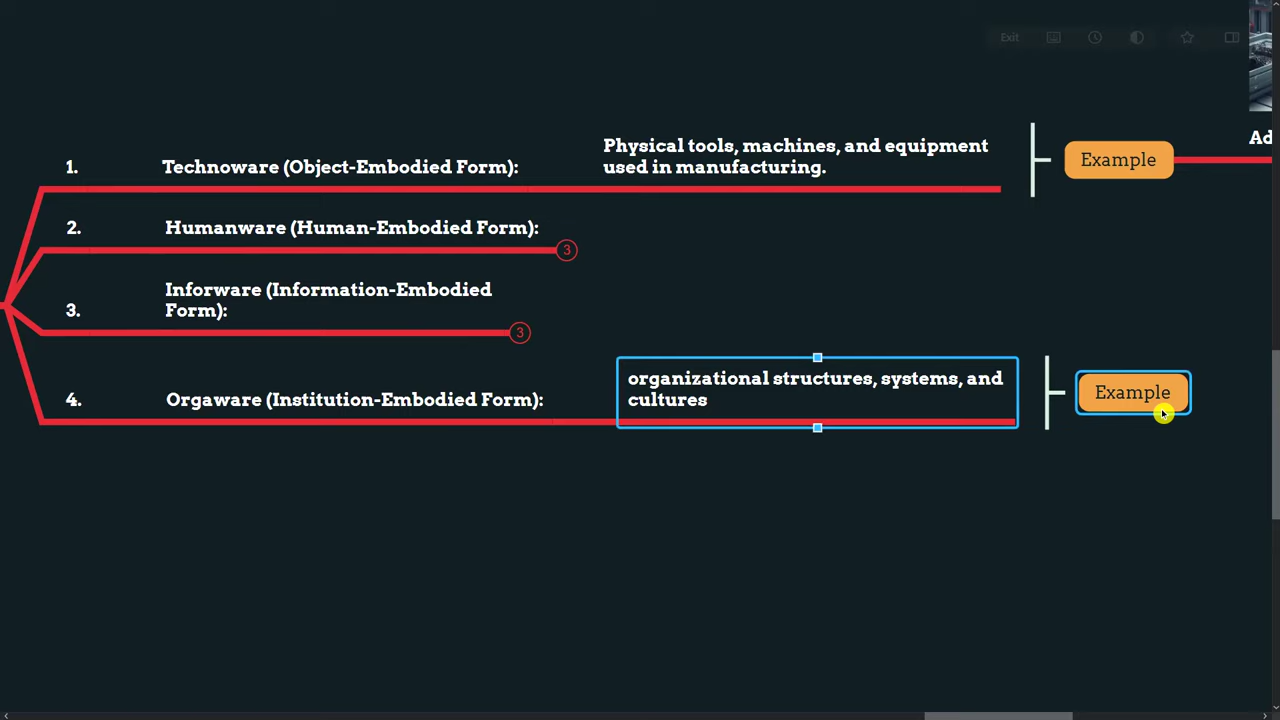 Exit
Ad
1. Technoware (Object-Embodied Form): Physical tools, machines, and equipment
used in manufacturing.
Example
2. Humanware (Human-Embodied Form):
3
3. Inforware (Information-Embodied
Form):
3
4. Orgaware (Institution-Embodied Form): organizational structures, systems, and
cultures
Example